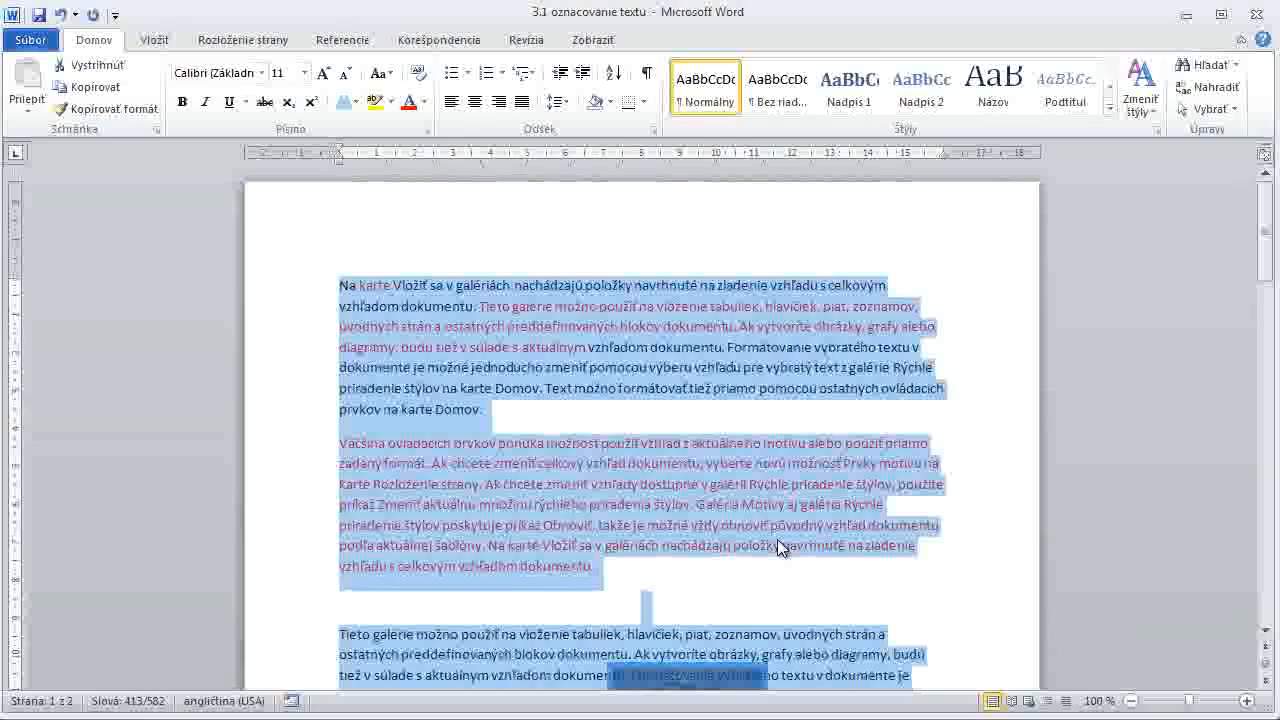 3.1 oznacovanie textu - Microsoft Word
Súbor Domov Vložiť Rozloženie strany Referencie Korešpondencia Revízia Zobraziť
Prilepiť
Vystrihnúť
Kopírovať
Kopírovať formát
Schránka
Calibri (Základn 11
Písmo
Odsek
AaBbCcDc AaBbCcDc AaBbC AaBbCc AaB AaBbCc
¶ Normálny ¶ Bez riad... Nadpis 1 Nadpis 2 Názov Podtitul
Zmeniť štýly
Štýly
Hľadať
Nahradiť
Vybrať
Úpravy
Na karte Vložiť sa v galériách nachádzajú položky navrhnuté na zladenie vzhľadu s celkovým
vzhľadom dokumentu. Tieto galérie možno použiť na vloženie tabuliek, hlavičiek, piat, zoznamov,
úvodných strán a ostatných preddefinovaných blokov dokumentu. Ak vytvoríte obrázky, grafy alebo
diagramy, budú tiež v súlade s aktuálnym vzhľadom dokumentu. Formátovanie vybratého textu v
dokumente je možné jednoducho zmeniť pomocou výberu vzhľadu pre vybratý text z galérie Rýchle
priradenie štýlov na karte Domov. Text možno formátovať tiež priamo pomocou ostatných ovládacích
prvkov na karte Domov.
Väčšina ovládacích prvkov ponúka možnosť použiť vzhľad z aktuálneho motívu alebo použiť priamo
zadaný formát. Ak chcete zmeniť celkový vzhľad dokumentu, vyberte novú možnosť Prvky motívu na
karte Rozloženie strany. Ak chcete zmeniť vzhľady dostupné v galérii Rýchle priradenie štýlov, použite
príkaz Zmeniť aktuálnu množinu rýchleho priradenia štýlov. Galéria Motívy aj galéria Rýchle
priradenie štýlov poskytuje príkaz Obnoviť, takže je možné vždy obnoviť pôvodný vzhľad dokumentu
podľa aktuálnej šablóny. Na karte Vložiť sa v galériách nachádzajú položky navrhnuté na zladenie
vzhľadu s celkovým vzhľadom dokumentu.
Tieto galérie možno použiť na vloženie tabuliek, hlavičiek, piat, zoznamov, úvodných strán a
ostatných preddefinovaných blokov dokumentu. Ak vytvoríte obrázky, grafy alebo diagramy, budú
tiež v súlade s aktuálnym vzhľadom dokumentu. Formátovanie vybratého textu v dokumente je
Strana: 1 z 2 Slová: 413/582 angličtina (USA) 100 %